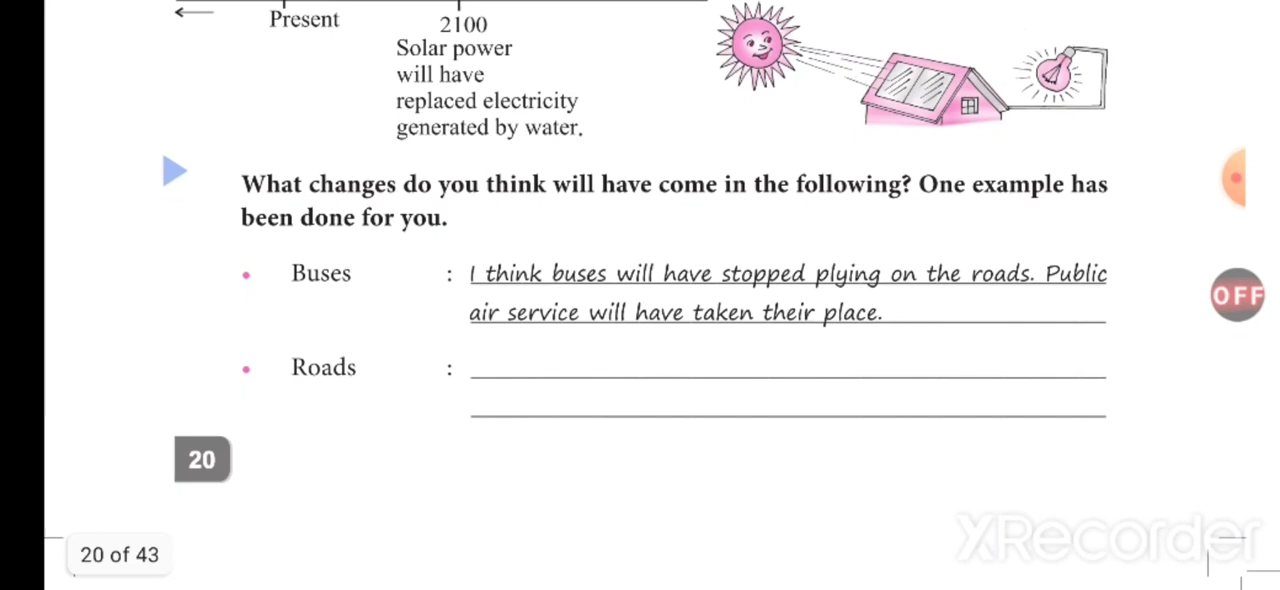 Present
2100
Solar power
will have
replaced electricity
generated by water.
What changes do you think will have come in the following? One example has
been done for you.
• Buses : I think buses will have stopped plying on the roads. Public
air service will have taken their place.
• Roads :
OFF
20
20 of 43
XRecorder